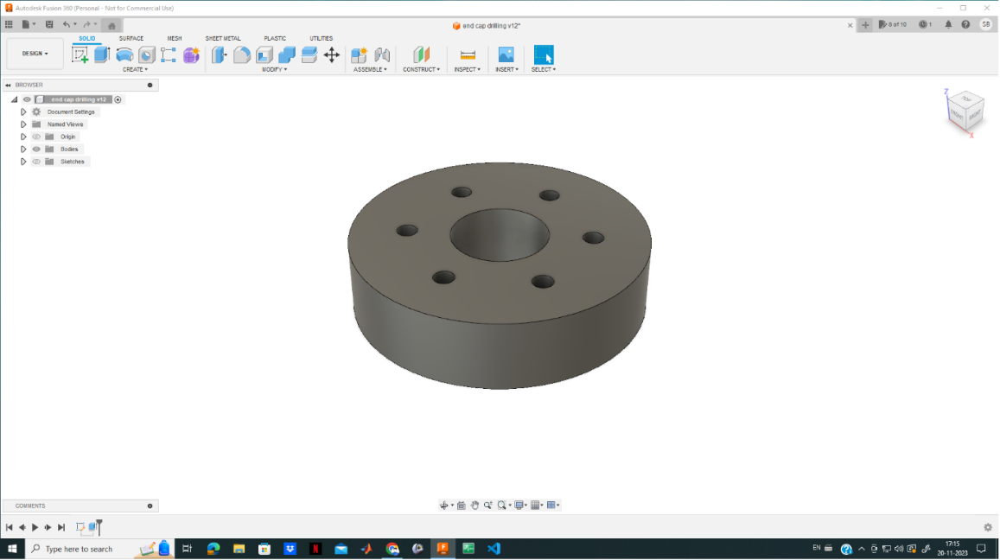 Autodesk Fusion 360 (Personal - Not for Commercial Use)
end cap drilling v12*
8 of 10
1
SB
DESIGN
SOLID SURFACE MESH SHEET METAL PLASTIC UTILITIES
CREATE MODIFY ASSEMBLE CONSTRUCT INSPECT INSERT SELECT
BROWSER
end cap drilling v12
Document Settings
Named Views
Origin
Bodies
Sketches
Z
TOP
FRONT RIGHT
X
COMMENTS
Type here to search
EN
17:15
20-11-2023